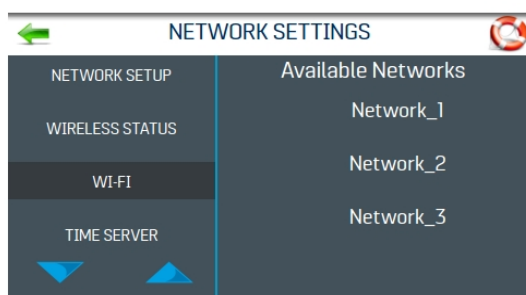 NETWORK SETTINGS
NETWORK SETUP
WIRELESS STATUS
WI-FI
TIME SERVER
Available Networks
Network_1
Network_2
Network_3